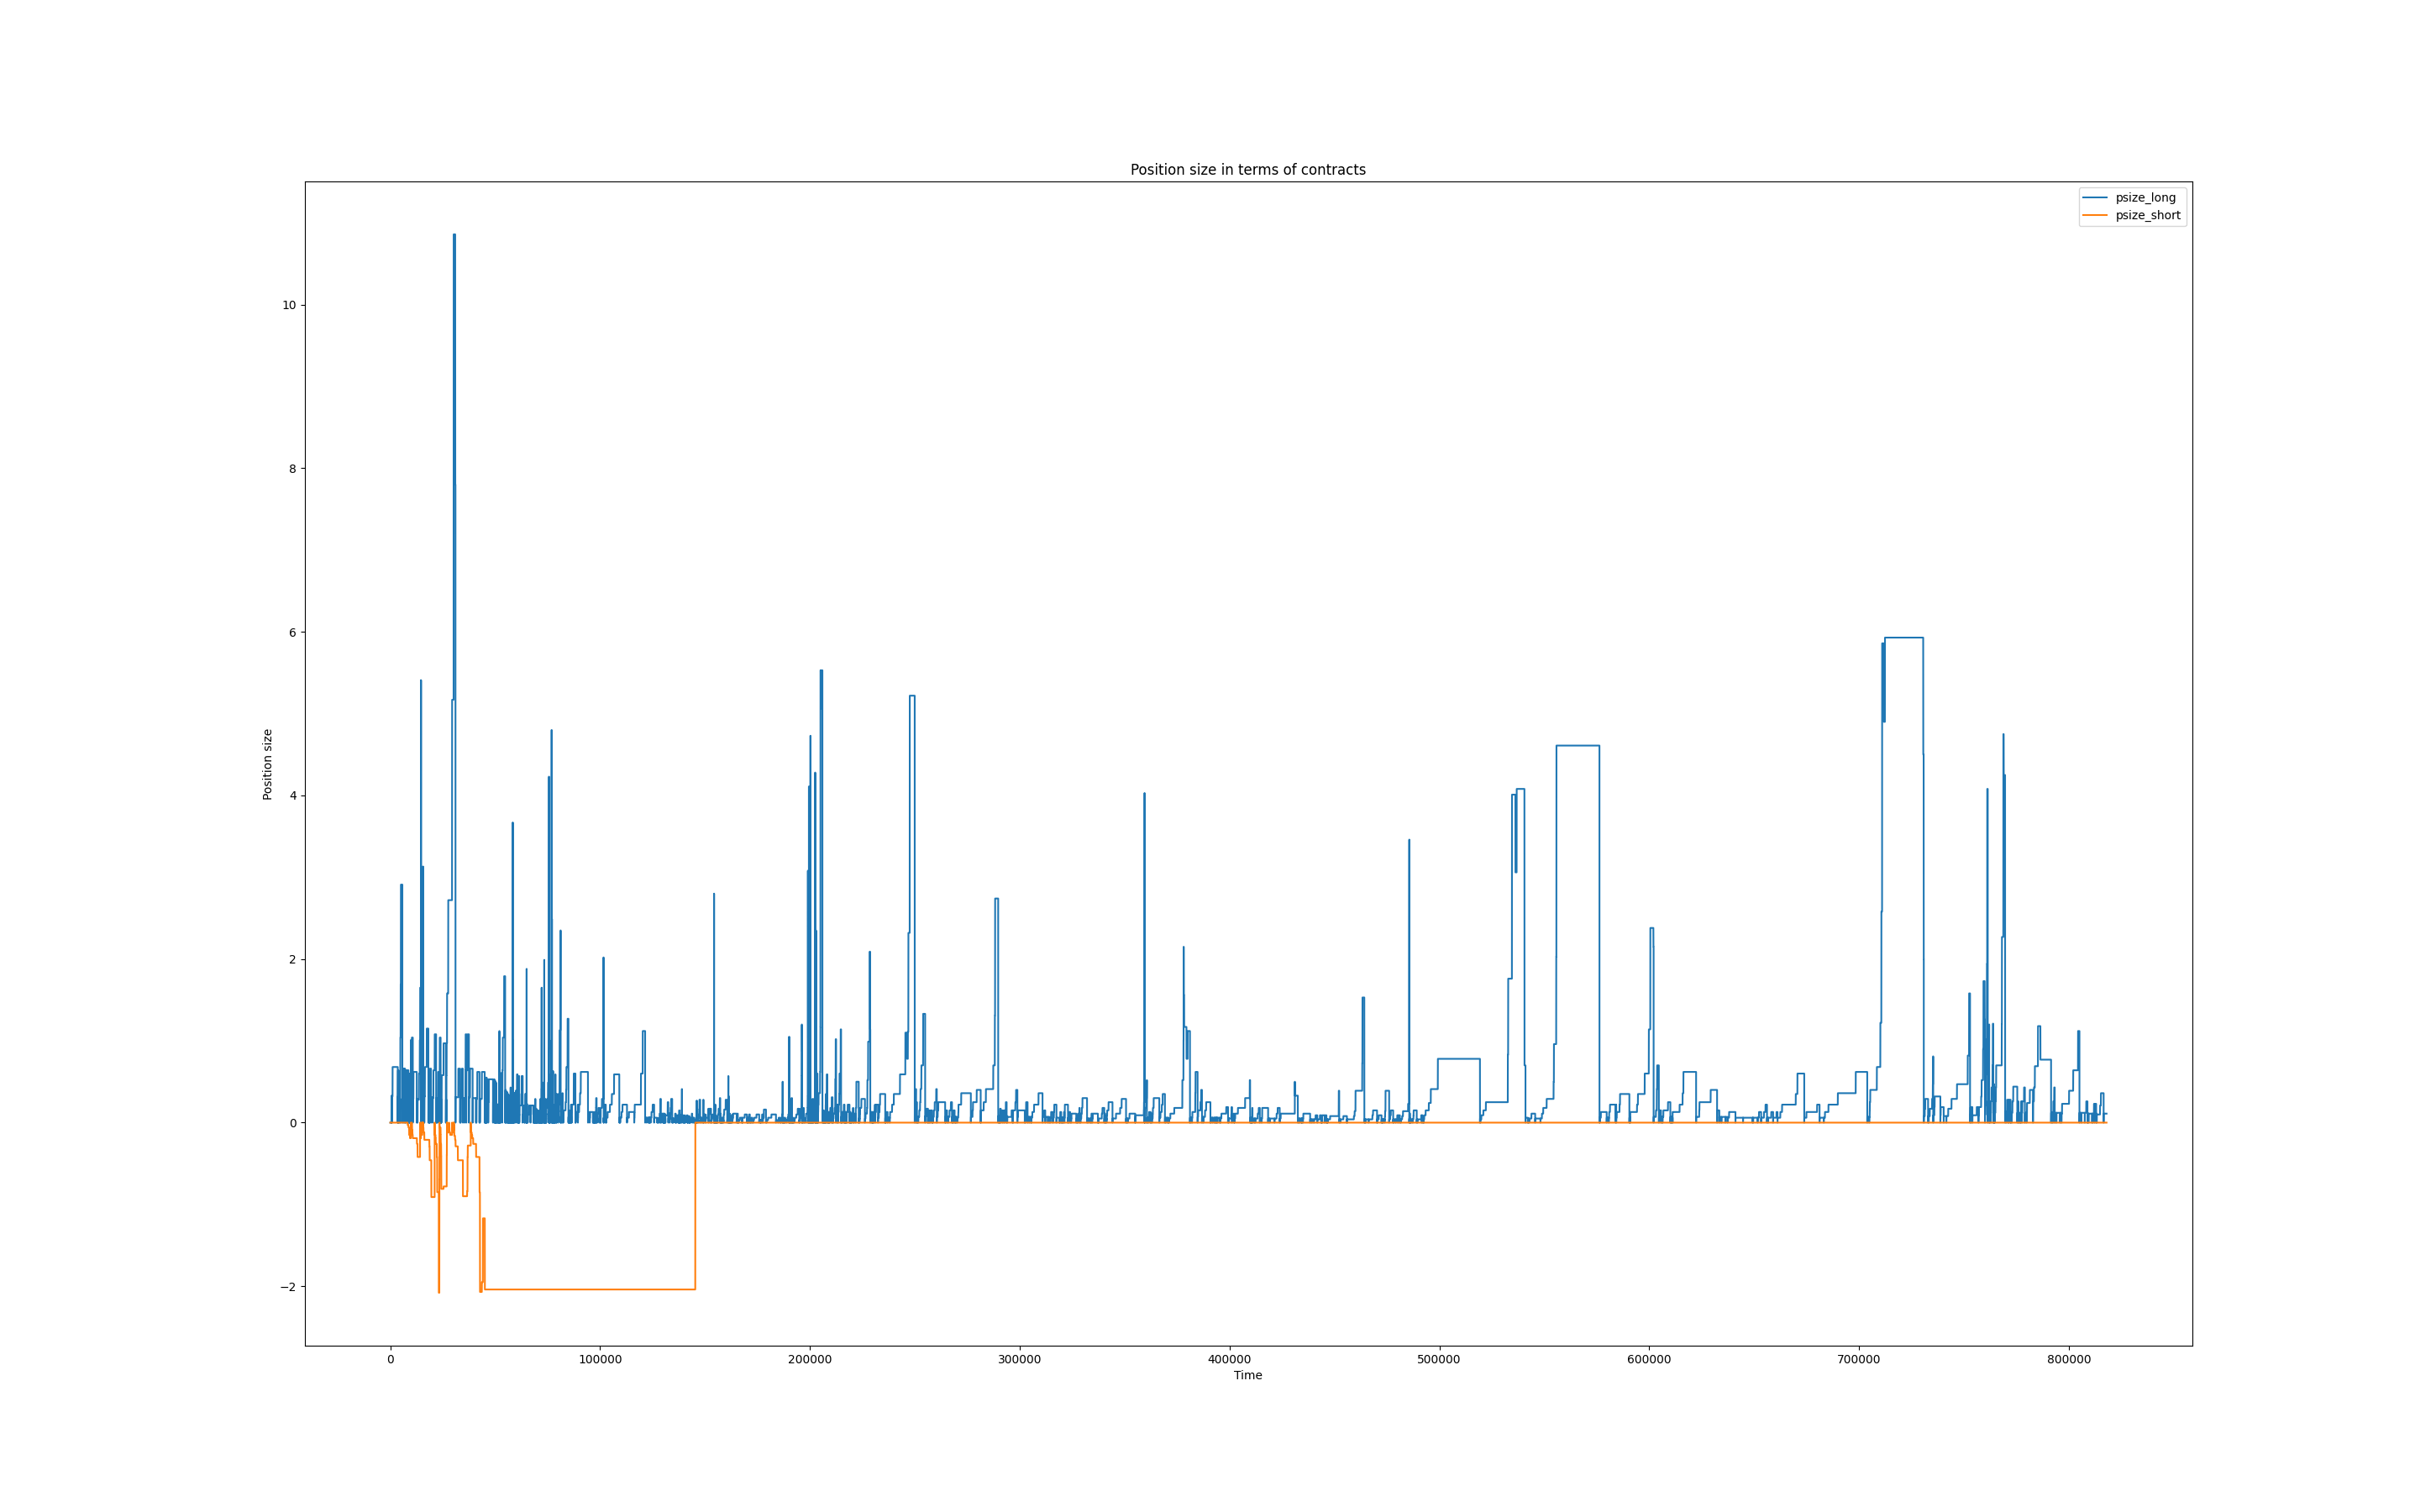 Position size in terms of contracts
psize_long
psize_short
10
8
6
4
2
0
−2
Position size
0 100000 200000 300000 400000 500000 600000 700000 800000
Time